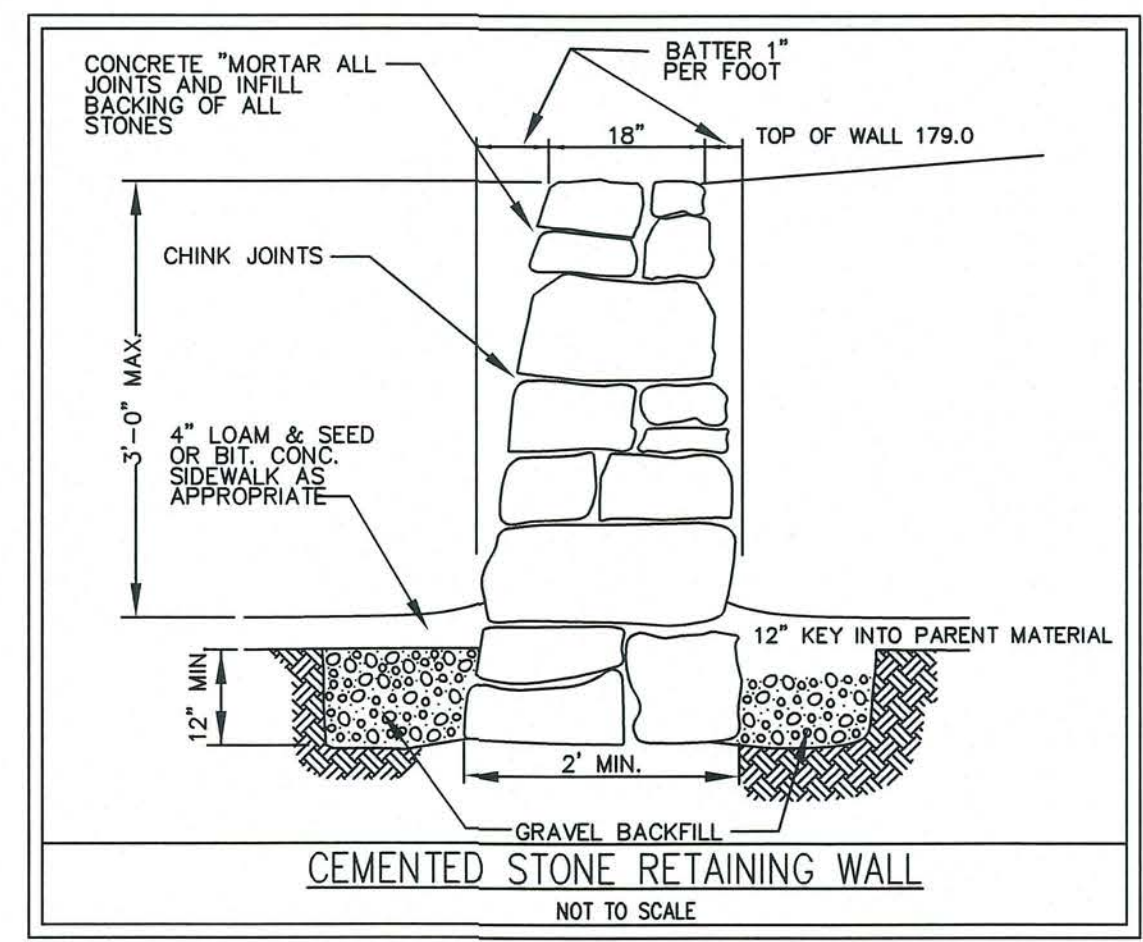 CONCRETE "MORTAR ALL
JOINTS AND INFILL
BACKING OF ALL
STONES
BATTER 1"
PER FOOT
18"
TOP OF WALL 179.0
CHINK JOINTS
3'-0" MAX.
4" LOAM & SEED
OR BIT. CONC.
SIDEWALK AS
APPROPRIATE
12" KEY INTO PARENT MATERIAL
12" MIN.
2' MIN.
GRAVEL BACKFILL
CEMENTED STONE RETAINING WALL
NOT TO SCALE